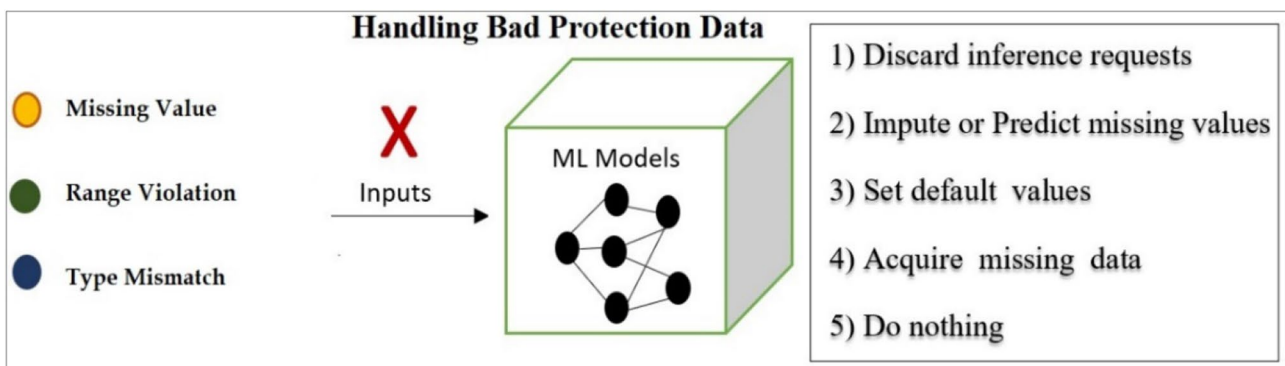 Handling Bad Protection Data
Missing Value
Range Violation
Type Mismatch
X
Inputs
ML Models
1) Discard inference requests
2) Impute or Predict missing values
3) Set default values
4) Acquire missing data
5) Do nothing